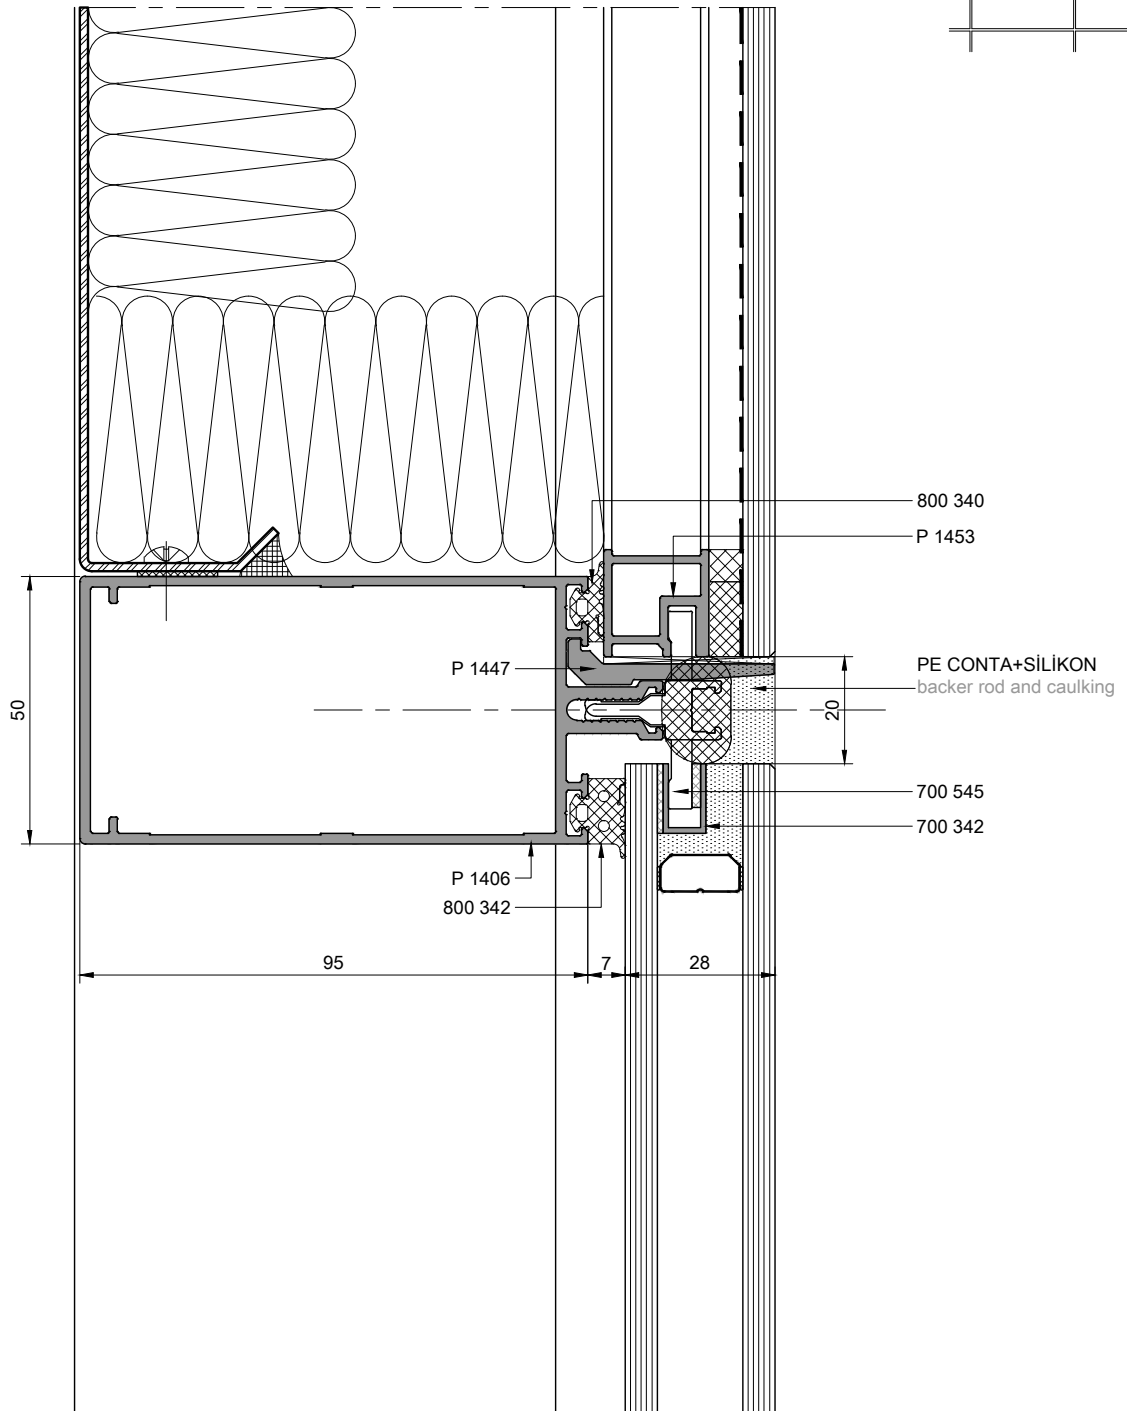 800 340
P 1453
P 1447
PE CONTA+SİLİKON
backer rod and caulking
50
20
700 545
700 342
P 1406
800 342
95
7
28